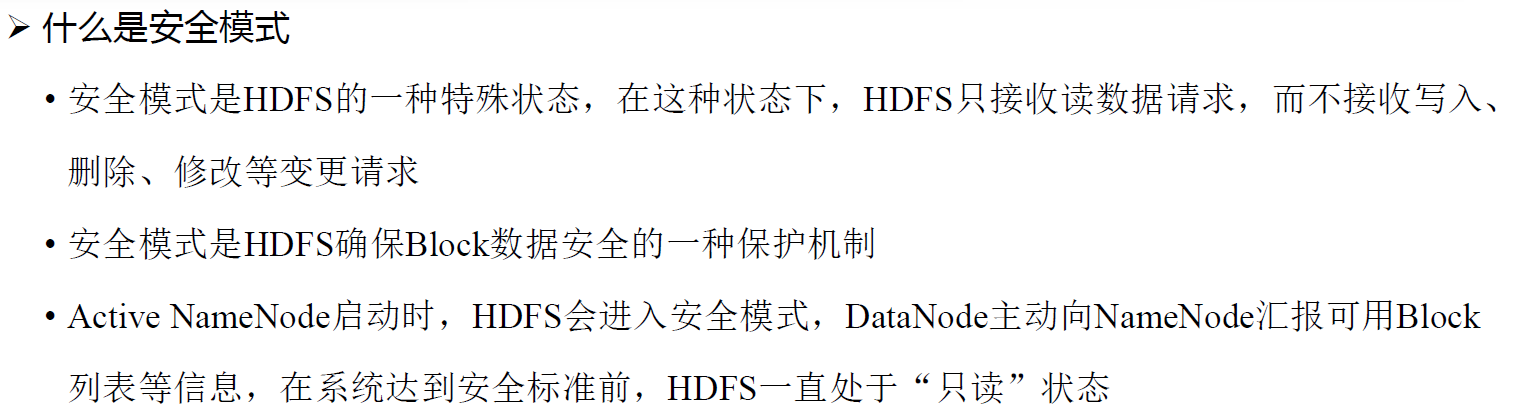 ➢ 什么是安全模式
• 安全模式是HDFS的一种特殊状态，在这种状态下，HDFS只接收读数据请求，而不接收写入、
删除、修改等变更请求
• 安全模式是HDFS确保Block数据安全的一种保护机制
• Active NameNode启动时，HDFS会进入安全模式，DataNode主动向NameNode汇报可用Block
列表等信息，在系统达到安全标准前，HDFS一直处于“只读”状态